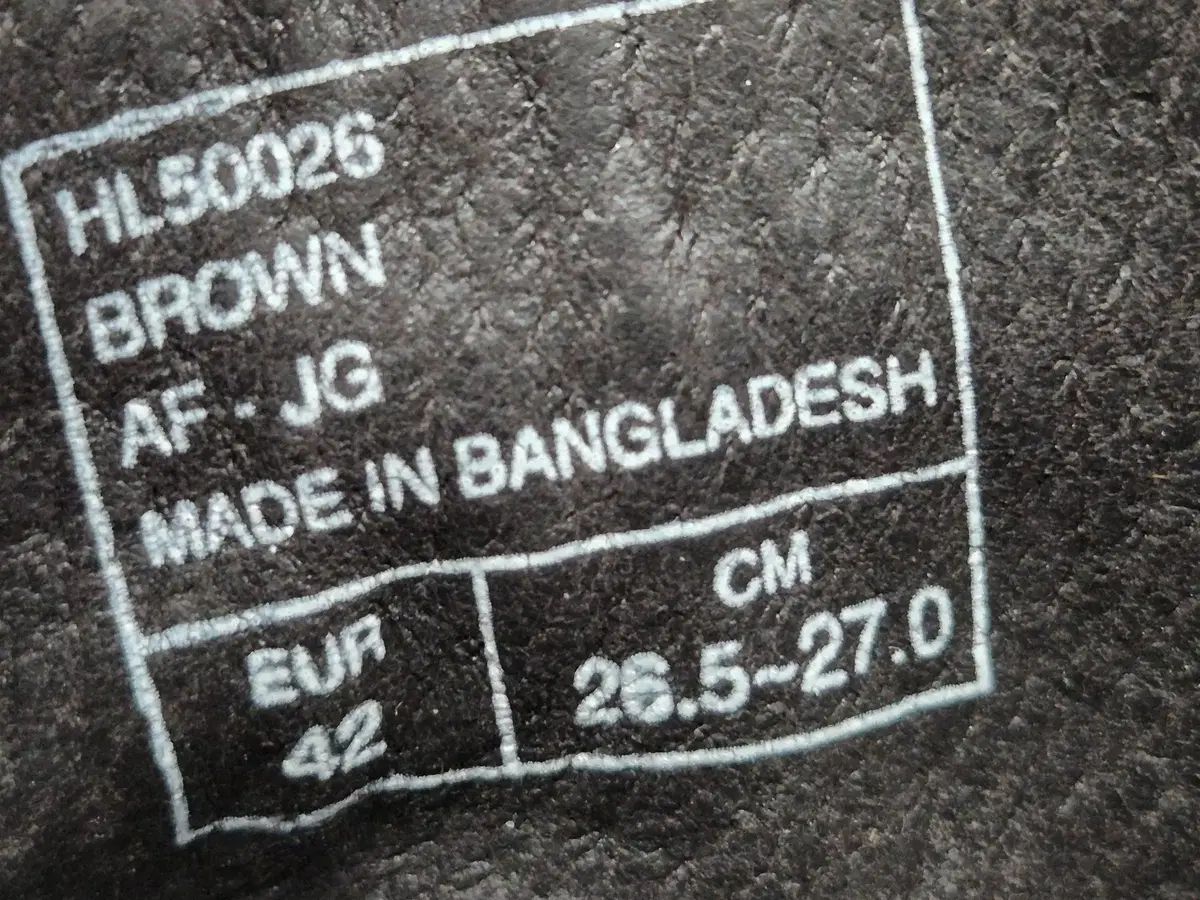 HL50026
BROWN
AF - JG
MADE IN BANGLADESH
EUR
42
CM
26.5~27.0